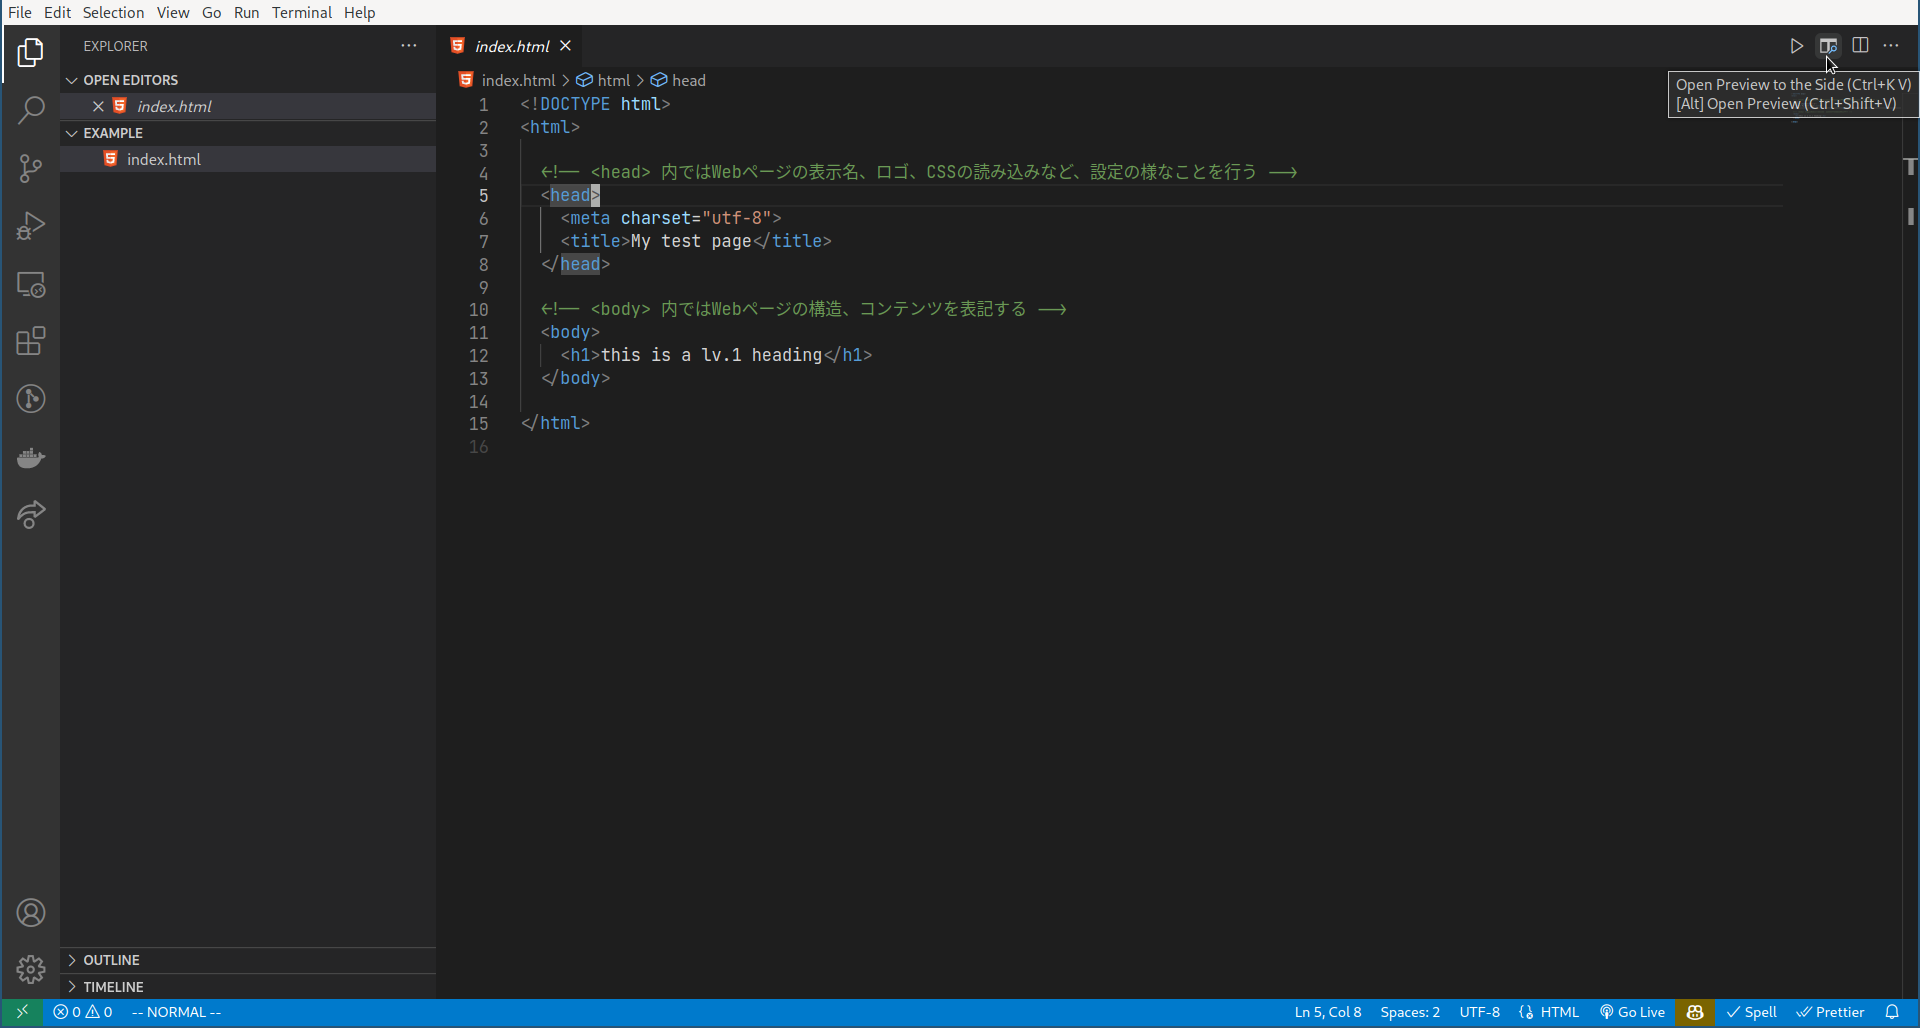 File Edit Selection View Go Run Terminal Help
EXPLORER
OPEN EDITORS
index.html
EXAMPLE
index.html
OUTLINE
TIMELINE
index.html
index.html > html > head
Open Preview to the Side (Ctrl+K V)
[Alt] Open Preview (Ctrl+Shift+V)
1 <!DOCTYPE html>
2 <html>
3
4 <!-- <head> 内ではWebページの表示名、ロゴ、CSSの読み込みなど、設定の様なことを行う -->
5 <head>
6 <meta charset="utf-8">
7 <title>My test page</title>
8 </head>
9
10 <!-- <body> 内ではWebページの構造、コンテンツを表記する -->
11 <body>
12 <h1>this is a lv.1 heading</h1>
13 </body>
14
15 </html>
16
0 0 -- NORMAL -- Ln 5, Col 8 Spaces: 2 UTF-8 HTML Go Live Spell Prettier